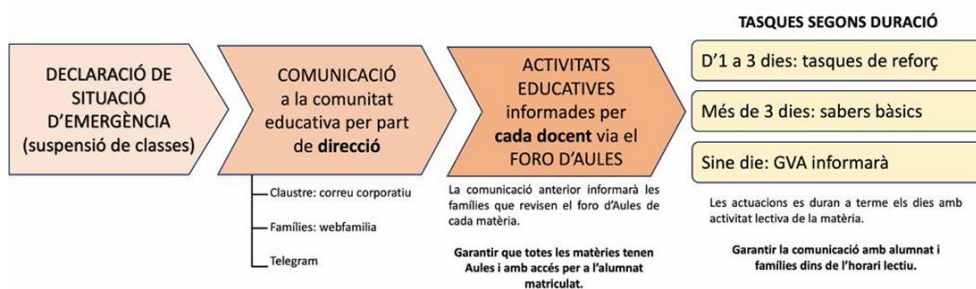 DECLARACIÓ DE
SITUACIÓ
D'EMERGÈNCIA
(suspensió de classes)
COMUNICACIÓ
a la comunitat
educativa per part
de direcció
Claustre: correu corporatiu
Famílies: webfamilia
Telegram
ACTIVITATS
EDUCATIVES
informades per
cada docent via el
FORO D'AULES
La comunicació anterior informarà les
famílies que revisen el foro d'Aules de
cada matèria.
Garantir que totes les matèries tenen
Aules i amb accés per a l'alumnat
matriculat.
TASQUES SEGONS DURACIÓ
D'1 a 3 dies: tasques de reforç
Més de 3 dies: sabers bàsics
Sine die: GVA informarà
Les actuacions es duran a terme els dies amb
activitat lectiva de la matèria.
Garantir la comunicació amb alumnat i
famílies dins de l'horari lectiu.